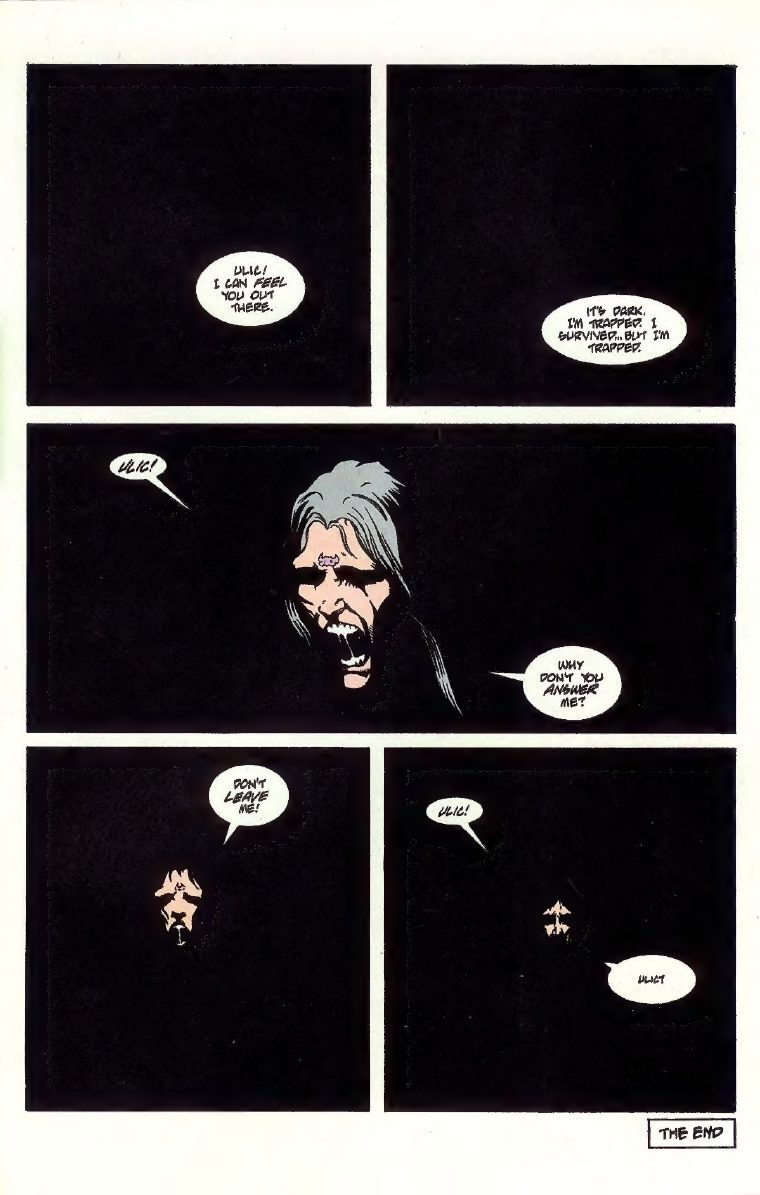 ULIC!
I CAN FEEL
YOU OUT
THERE.
IT'S DARK.
I'M TRAPPED. I
SURVIVED...BUT I'M
TRAPPED.
ULIC!
WHY
DON'T YOU
ANSWER
ME?
DON'T
LEAVE
ME!
ULIC!
ULIC?
THE END